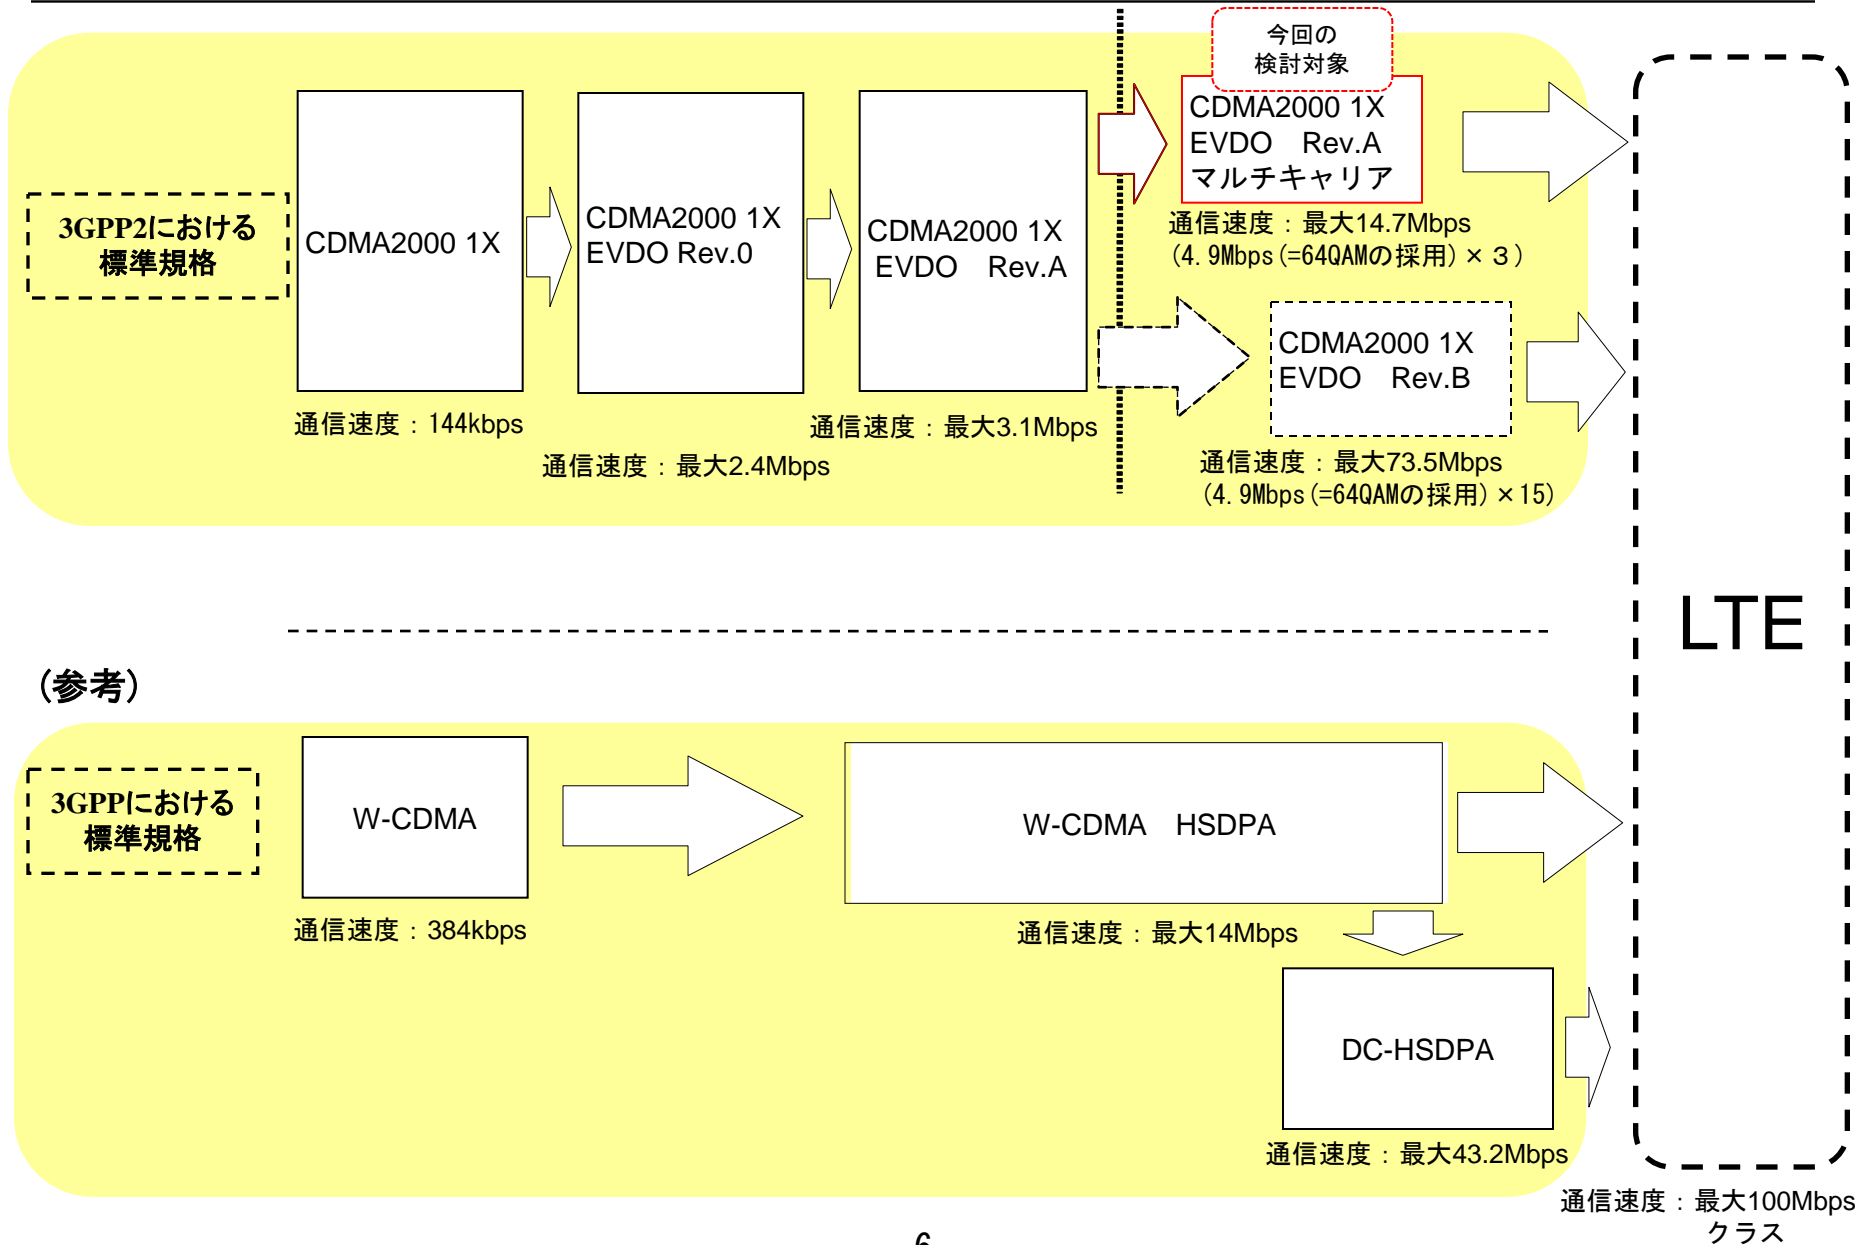 今回の
検討対象
CDMA2000 1X
EVDO　Rev.A
マルチキャリア
通信速度：最大14.7Mbps
(4.9Mbps(=64QAMの採用)×３)
3GPP2における
標準規格
CDMA2000 1X
通信速度：144kbps
CDMA2000 1X
EVDO Rev.0
通信速度：最大2.4Mbps
CDMA2000 1X
EVDO　Rev.A
通信速度：最大3.1Mbps
CDMA2000 1X
EVDO　Rev.B
通信速度：最大73.5Mbps
(4.9Mbps(=64QAMの採用)×15)
LTE
(参考)
3GPPにおける
標準規格
W-CDMA
通信速度：384kbps
W-CDMA　HSDPA
通信速度：最大14Mbps
DC-HSDPA
通信速度：最大43.2Mbps
通信速度：最大100Mbps
クラス
6